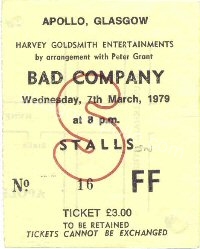 APOLLO, GLASGOW
HARVEY GOLDSMITH ENTERTAINMENTS
by arrangement with Peter Grant
BAD COMPANY
Wednesday, 7th March, 1979
at 8 p.m.
S
STALLS
No 16 FF
TICKET £3.00
TO BE RETAINED
TICKETS CANNOT BE EXCHANGED